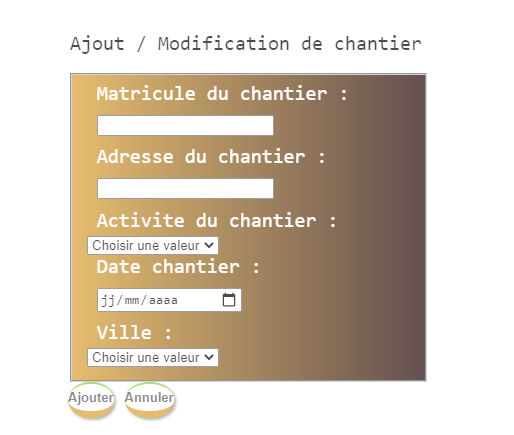 Ajout / Modification de chantier
Matricule du chantier :
Adresse du chantier :
Activite du chantier :
Choisir une valeur
Date chantier :
jj/mm/aaaa
Ville :
Choisir une valeur
Ajouter Annuler